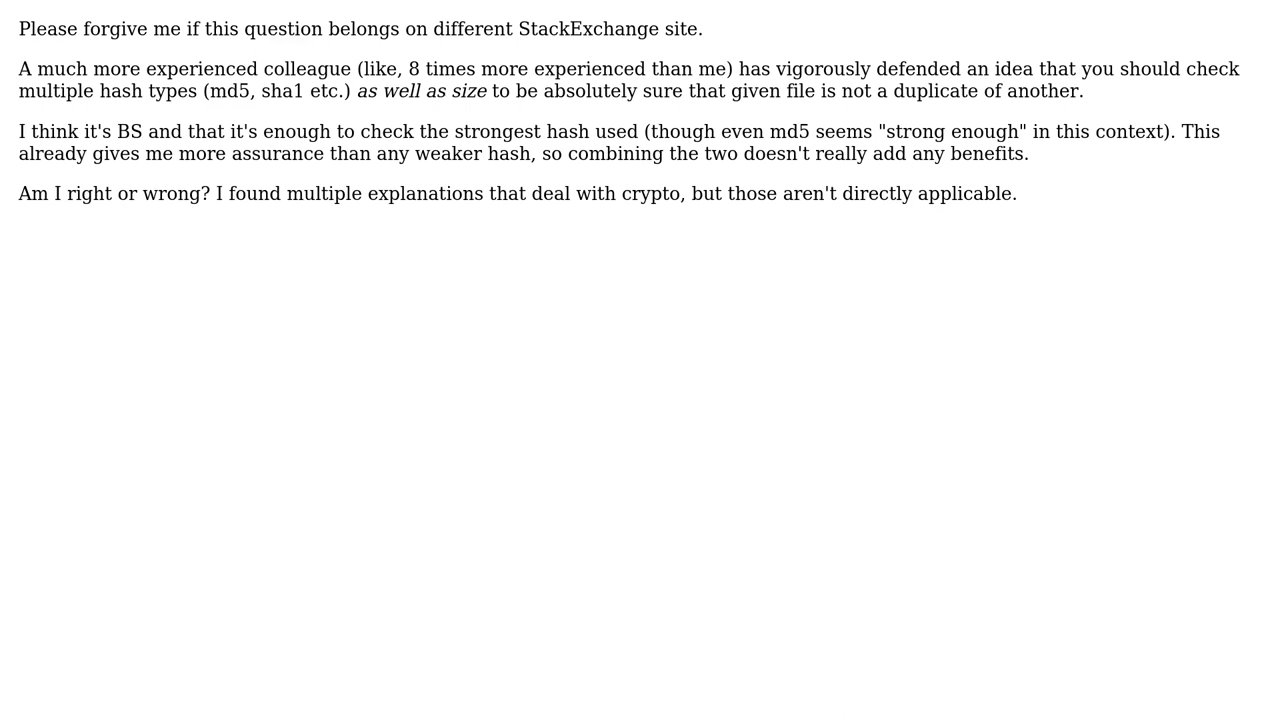 Please forgive me if this question belongs on different StackExchange site.
A much more experienced colleague (like, 8 times more experienced than me) has vigorously defended an idea that you should check
multiple hash types (md5, sha1 etc.) as well as size to be absolutely sure that given file is not a duplicate of another.
I think it's BS and that it's enough to check the strongest hash used (though even md5 seems "strong enough" in this context). This
already gives me more assurance than any weaker hash, so combining the two doesn't really add any benefits.
Am I right or wrong? I found multiple explanations that deal with crypto, but those aren't directly applicable.